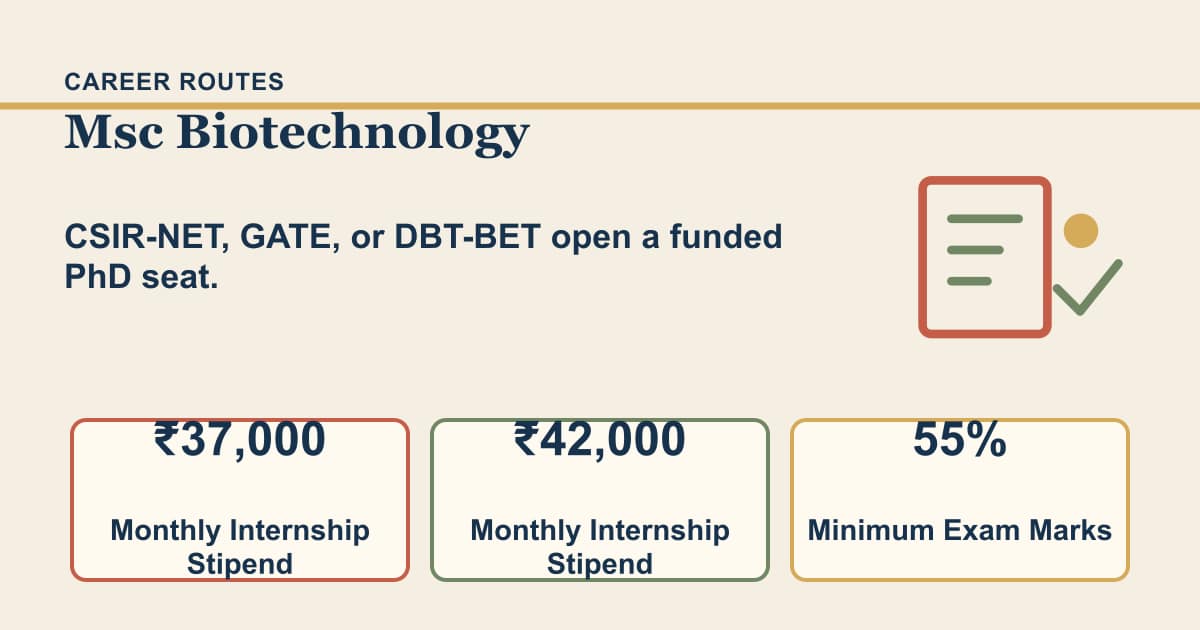 CAREER ROUTES
Msc Biotechnology
CSIR-NET, GATE, or DBT-BET open a funded
PhD seat.
₹37,000
Monthly Internship
Stipend
₹42,000
Monthly Internship
Stipend
55%
Minimum Exam Marks